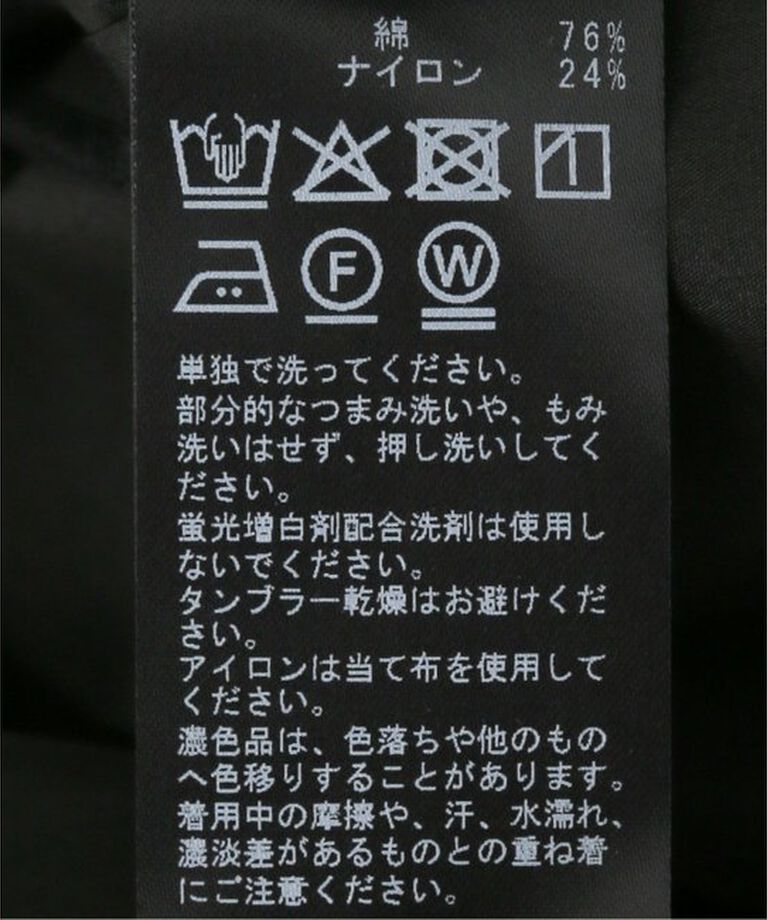 綿 76%
ナイロン 24%
F W
単独で洗ってください。
部分的なつまみ洗いや、もみ
洗いはせず、押し洗いしてく
ださい。
蛍光増白剤配合洗剤は使用し
ないでください。
タンブラー乾燥はお避けくだ
さい。
アイロンは当て布を使用して
ください。
濃色品は、色落ちや他のもの
へ色移りすることがあります。
着用中の摩擦や、汗、水濡れ、
濃淡差があるものとの重ね着
にご注意ください。